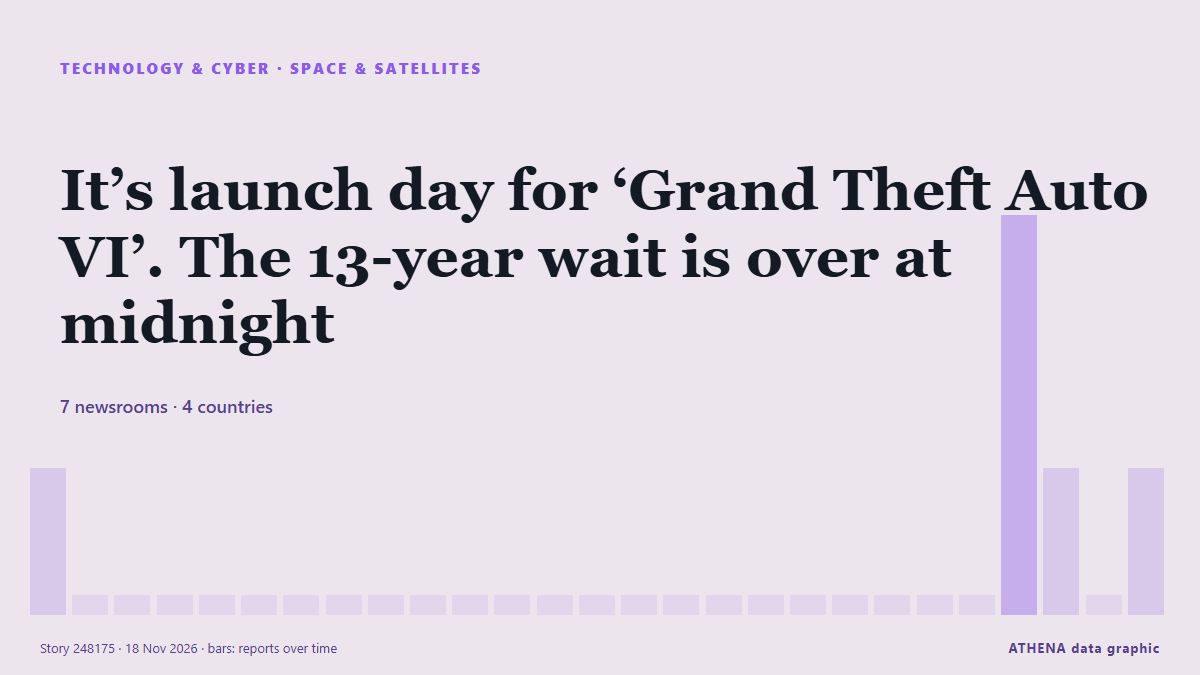 TECHNOLOGY & CYBER · SPACE & SATELLITES
It’s launch day for ‘Grand Theft Auto
VI’. The 13-year wait is over at
midnight
7 newsrooms · 4 countries
Story 248175 · 18 Nov 2026 · bars: reports over time
ATHENA data graphic